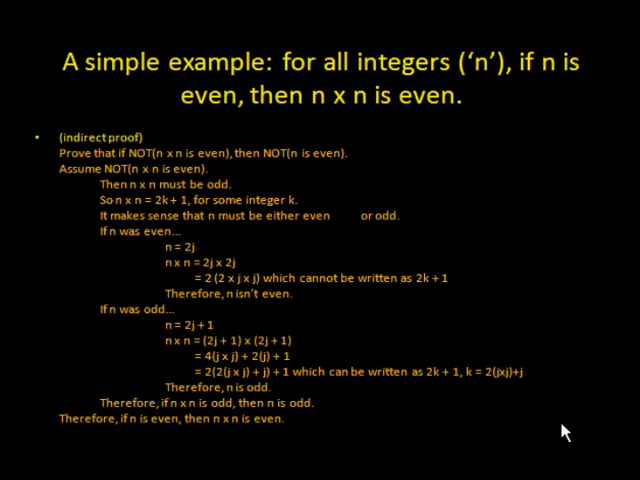 A simple example: for all integers (‘n’), if n is
even, then n x n is even.
• (indirect proof)
Prove that if NOT(n x n is even), then NOT(n is even).
Assume NOT(n x n is even).
Then n x n must be odd.
So n x n = 2k + 1, for some integer k.
It makes sense that n must be either even or odd.
If n was even...
n = 2j
n x n = 2j x 2j
= 2 (2 x j x j) which cannot be written as 2k + 1
Therefore, n isn’t even.
If n was odd...
n = 2j + 1
n x n = (2j + 1) x (2j + 1)
= 4(j x j) + 2(j) + 1
= 2(2(j x j) + j) + 1 which can be written as 2k + 1, k = 2(jxj)+j
Therefore, n is odd.
Therefore, if n x n is odd, then n is odd.
Therefore, if n is even, then n x n is even.